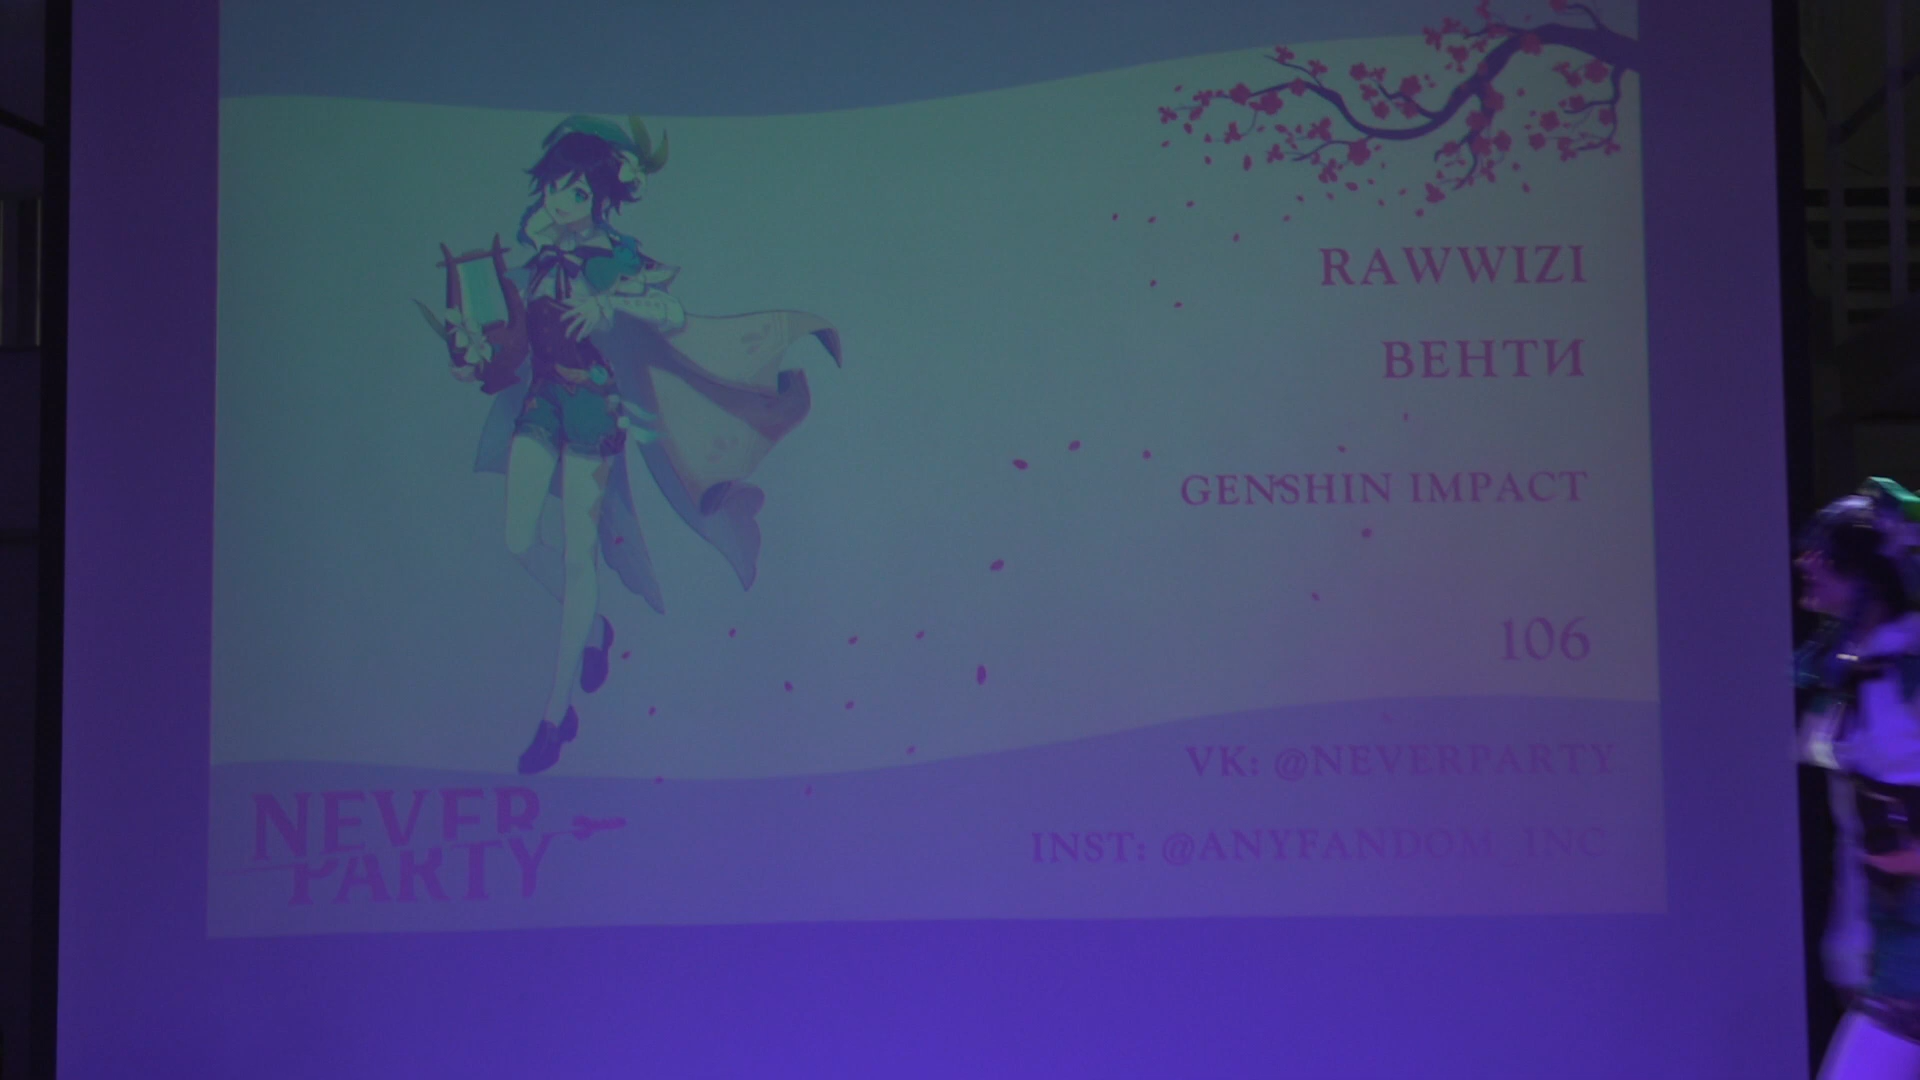 RAWWIZI
ВЕНТИ
GENSHIN IMPACT
106
VK: @NEVERPARTY
INST: @ANYFANDOM_INC
NEVER
PARTY